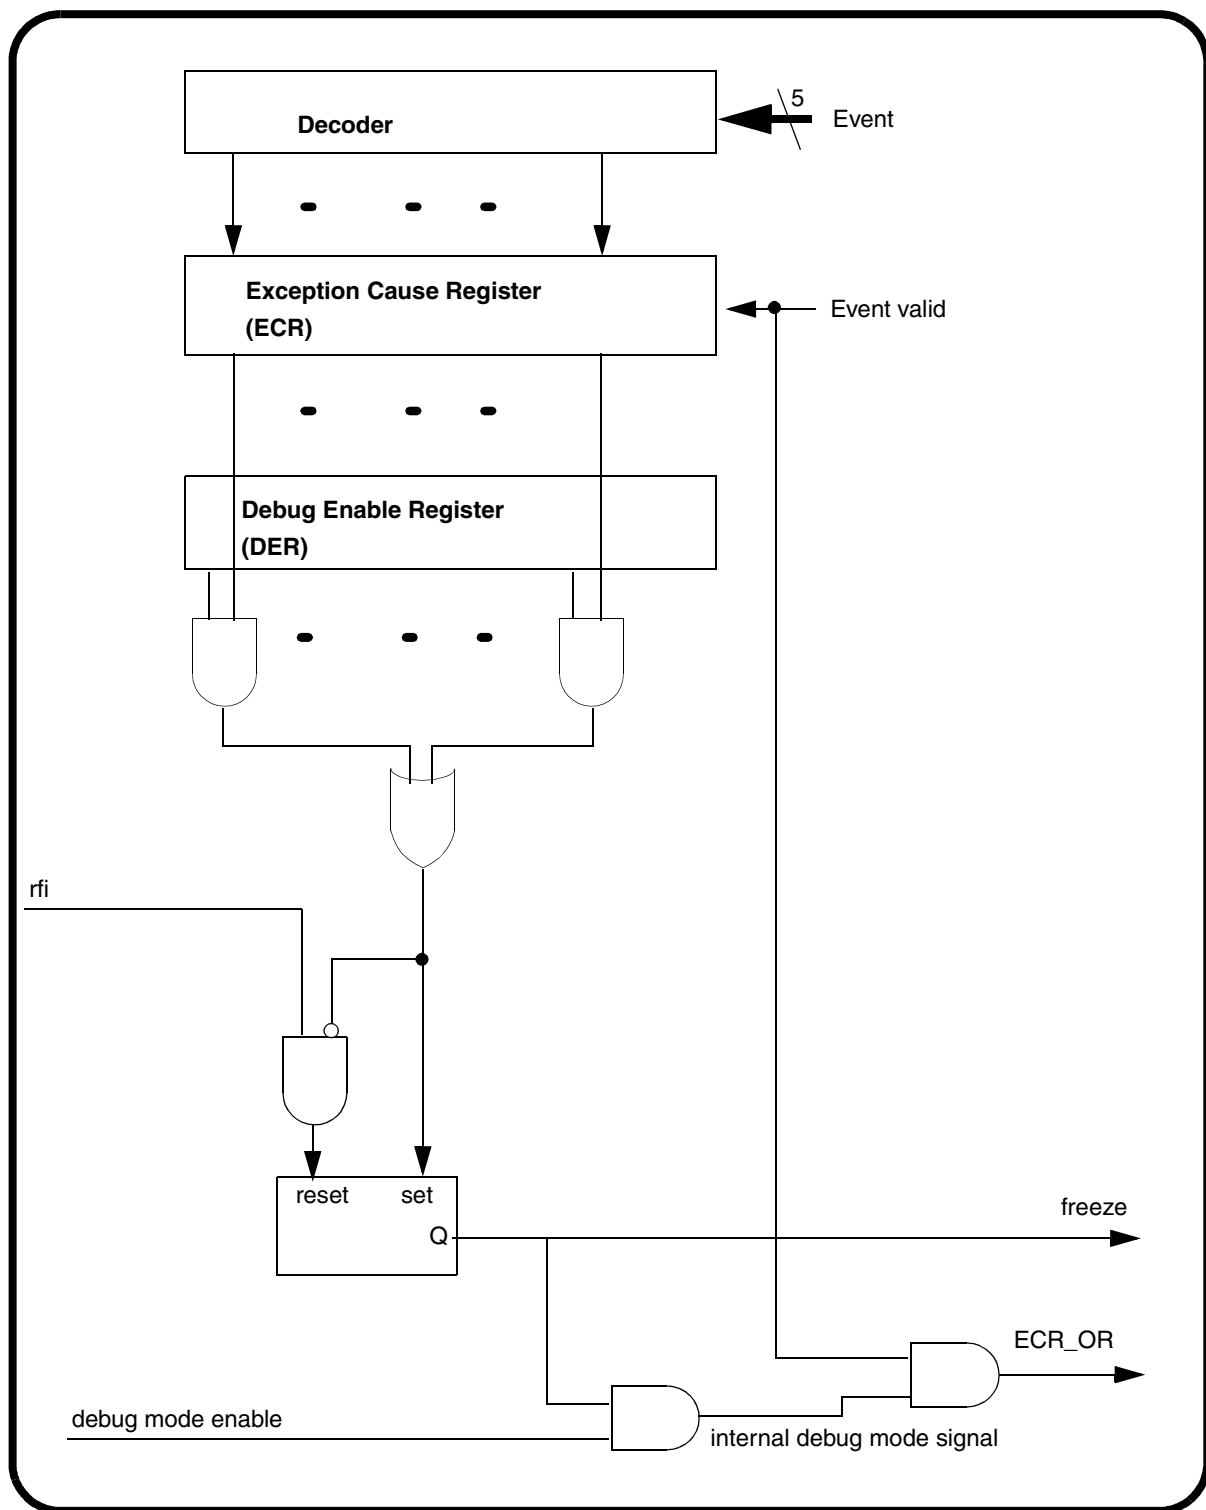 5
Decoder
Event
Exception Cause Register
(ECR)
Event valid
Debug Enable Register
(DER)
rfi
reset
set
Q
freeze
ECR_OR
debug mode enable
internal debug mode signal